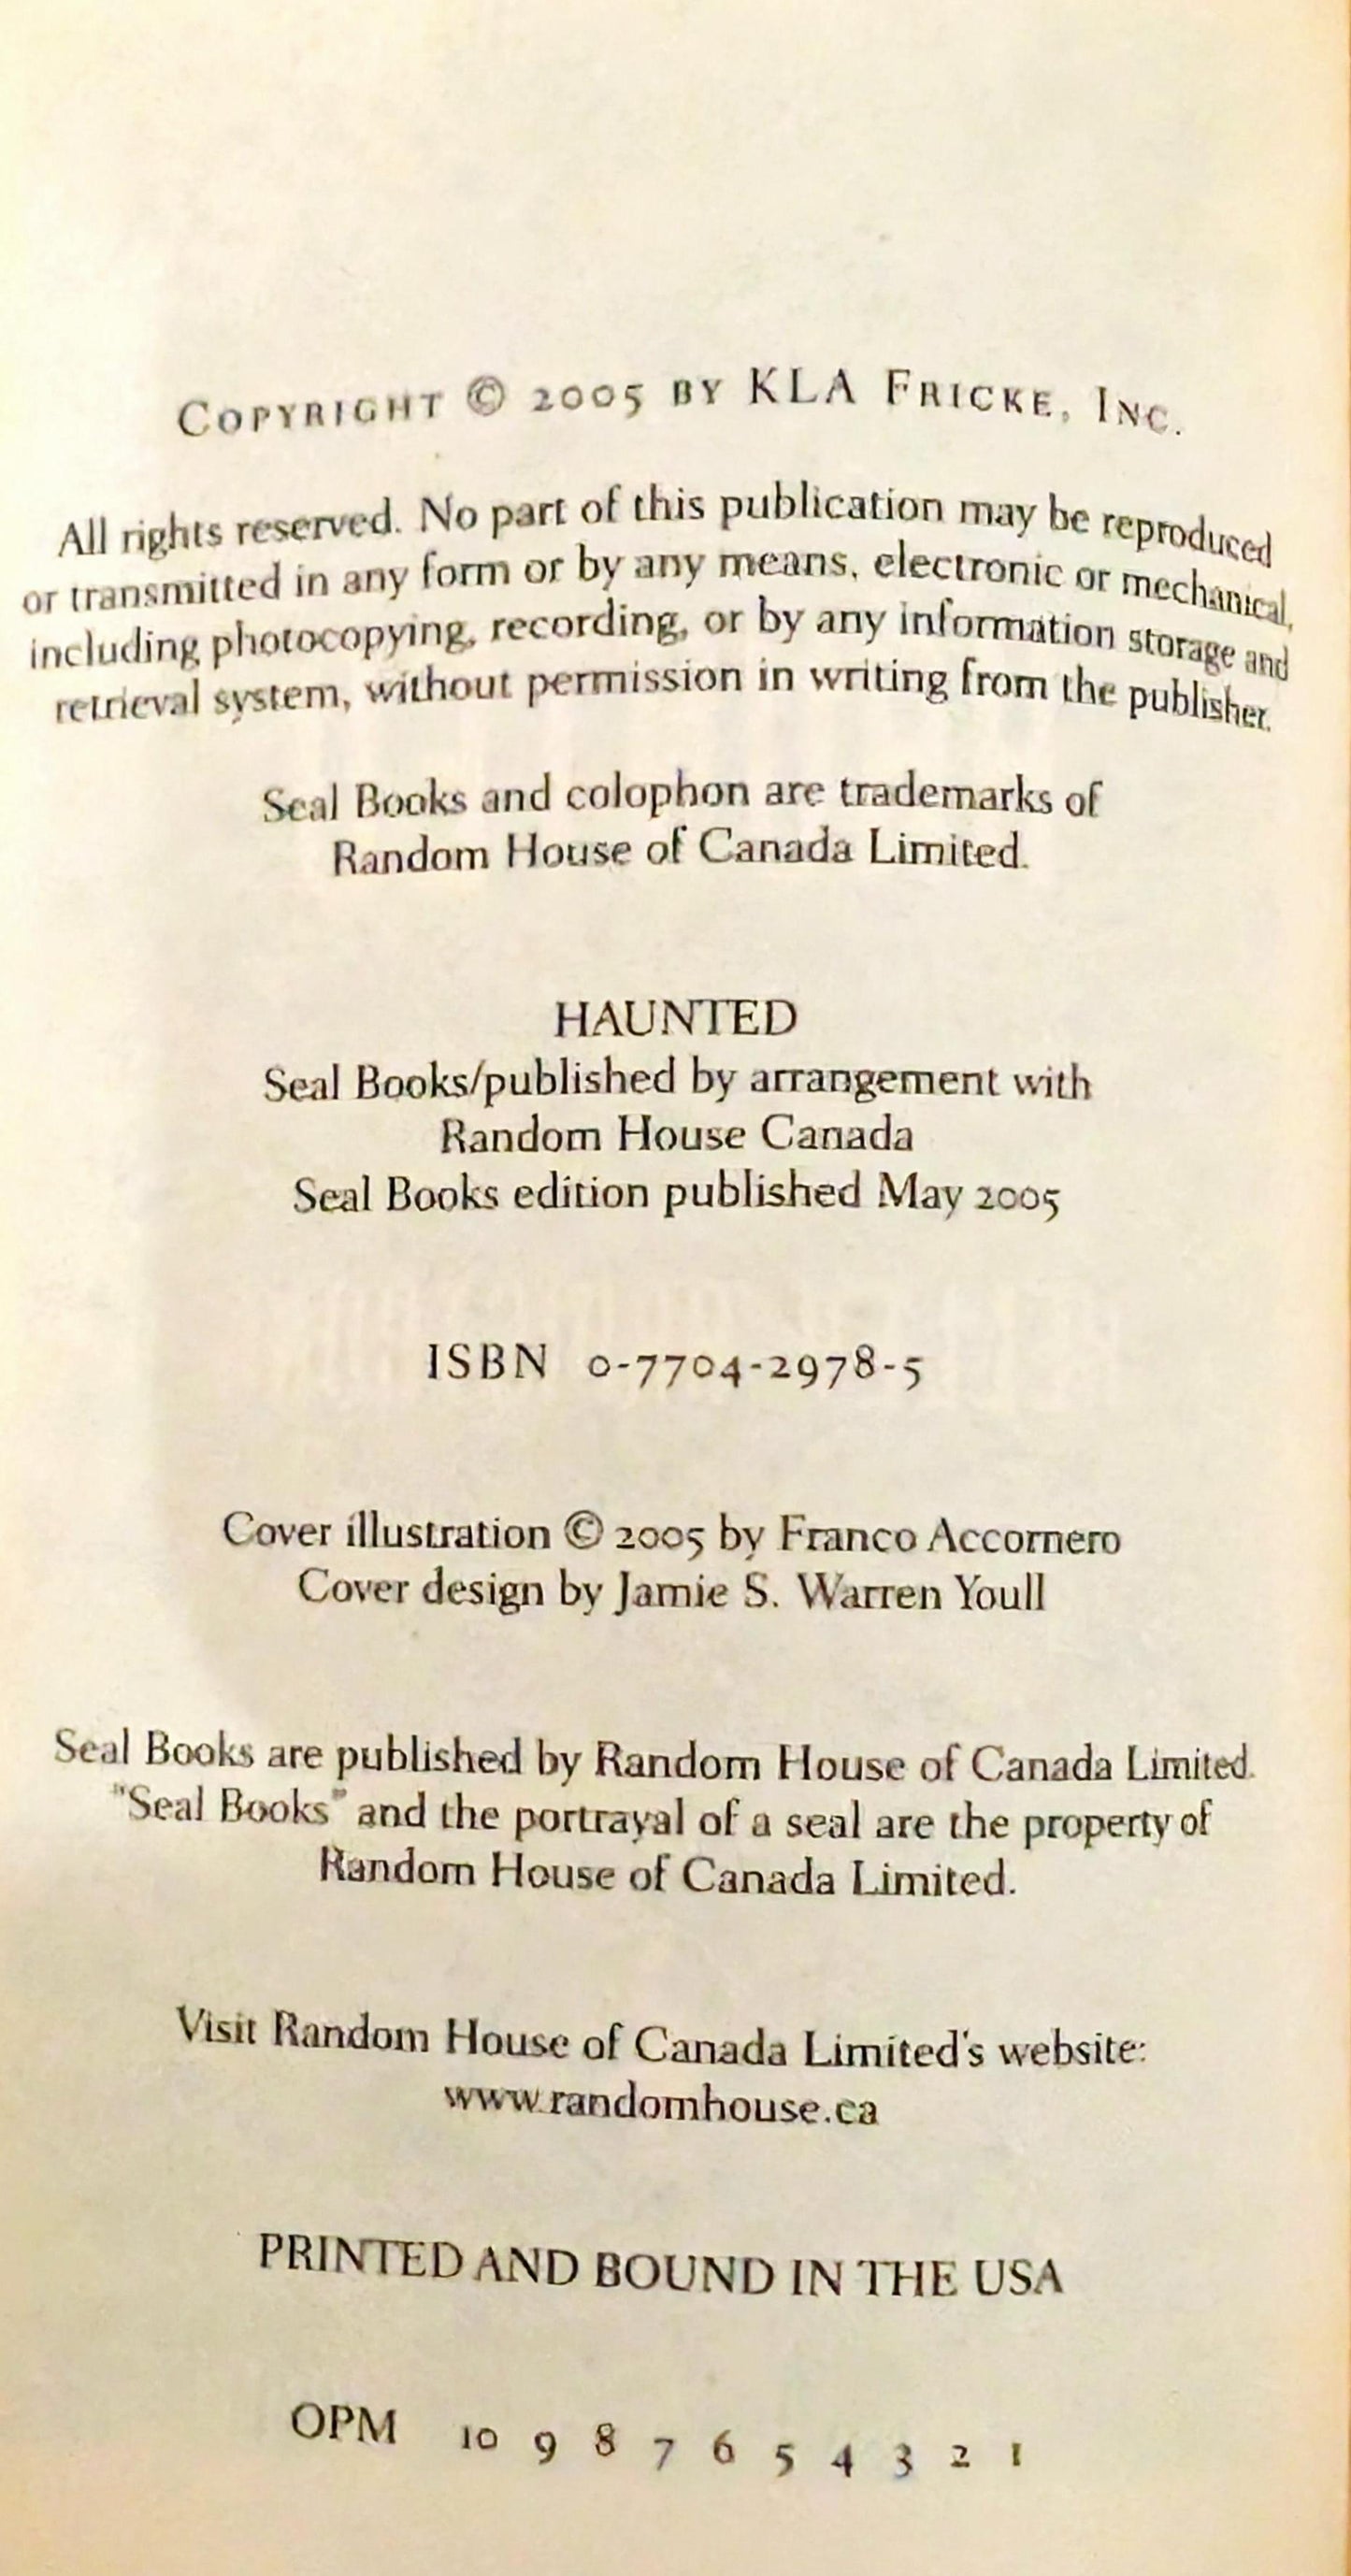 COPYRIGHT © 2005 BY KLA FRICKE, INC.
All rights reserved. No part of this publication may be reproduced
or transmitted in any form or by any means, electronic or mechanical,
including photocopying, recording, or by any information storage and
retrieval system, without permission in writing from the publisher.
Seal Books and colophon are trademarks of
Random House of Canada Limited.
HAUNTED
Seal Books/published by arrangement with
Random House Canada
Seal Books edition published May 2005
ISBN 0-7704-2978-5
Cover illustration © 2005 by Franco Accornero
Cover design by Jamie S. Warren Youll
Seal Books are published by Random House of Canada Limited.
"Seal Books" and the portrayal of a seal are the property of
Random House of Canada Limited.
Visit Random House of Canada Limited's website:
www.randomhouse.ca
PRINTED AND BOUND IN THE USA
OPM 10 9 8 7 6 5 4 3 2 1